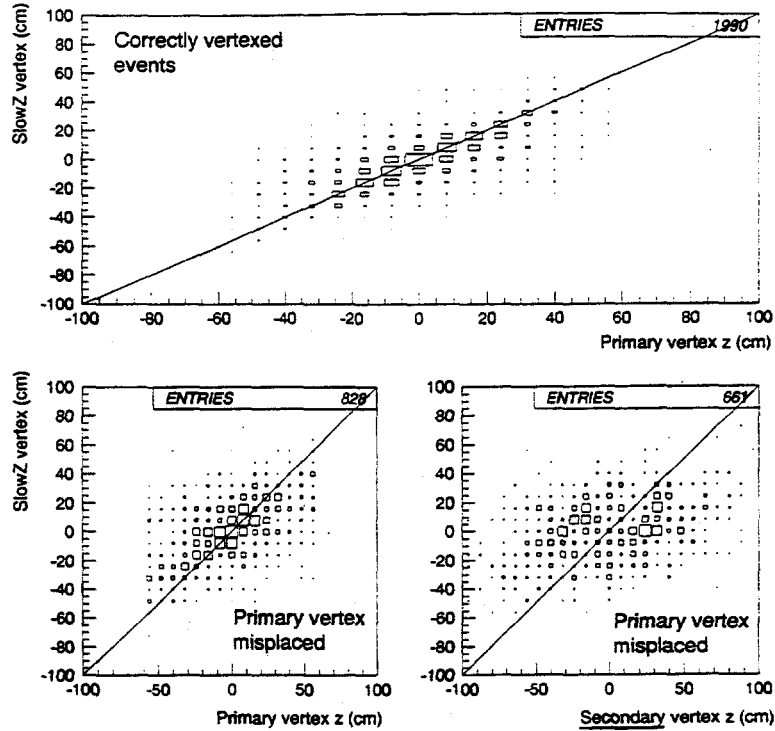 SlowZ vertex (cm)
100
80
60
40
20
0
-20
-40
-60
-80
-100
Correctly vertexed
events
ENTRIES 1990
-100 -80 -60 -40 -20 0 20 40 60 80 100
Primary vertex z (cm)
SlowZ vertex (cm)
100
80
60
40
20
0
-20
-40
-60
-80
-100
ENTRIES 828
Primary vertex
misplaced
-100 -50 0 50 100
Primary vertex z (cm)
100
80
60
40
20
0
-20
-40
-60
-80
-100
ENTRIES 661
Primary vertex
misplaced
-100 -50 0 50 100
Secondary vertex z (cm)